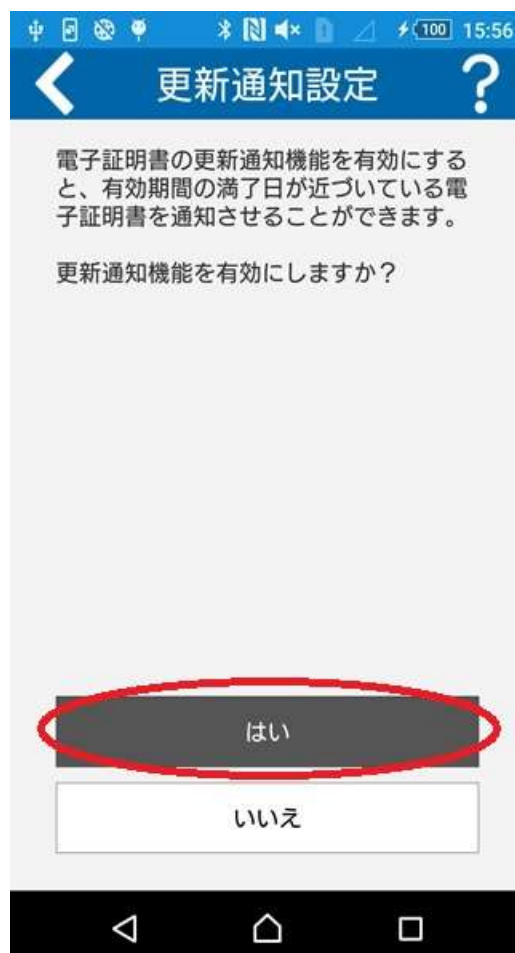 100 15:56
更新通知設定 ?
電子証明書の更新通知機能を有効にする
と、有効期間の満了日が近づいている電
子証明書を通知させることができます。
更新通知機能を有効にしますか？
はい
いいえ